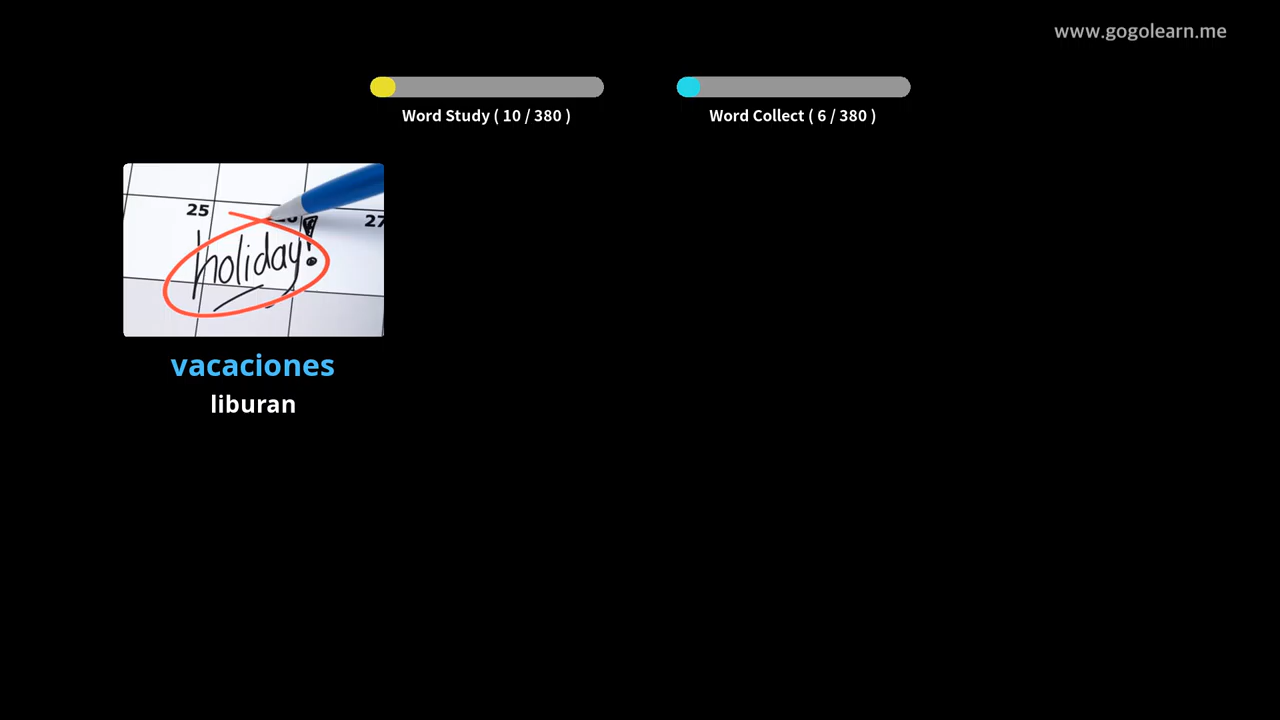 www.gogolearn.me
Word Study ( 10 / 380 )
Word Collect ( 6 / 380 )
25
27
holiday!
vacaciones
liburan